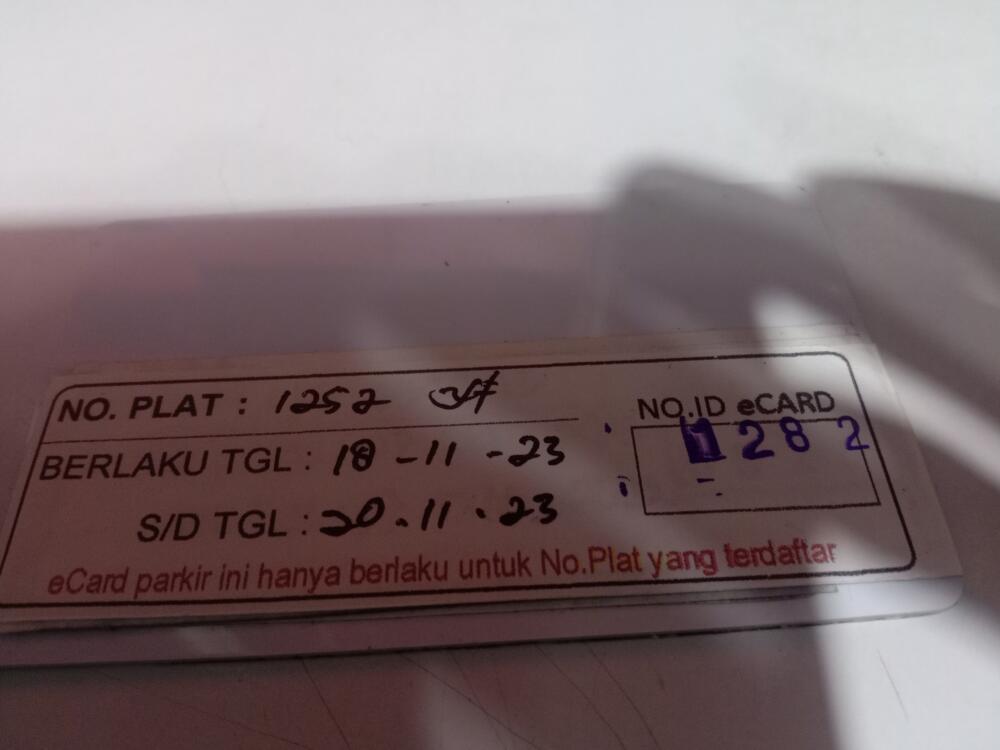 NO. PLAT : 1252
NO.ID eCARD
1282
BERLAKU TGL : 18 - 11 - 23
S/D TGL : 20 . 11 . 23
eCard parkir ini hanya berlaku untuk No.Plat yang terdaftar